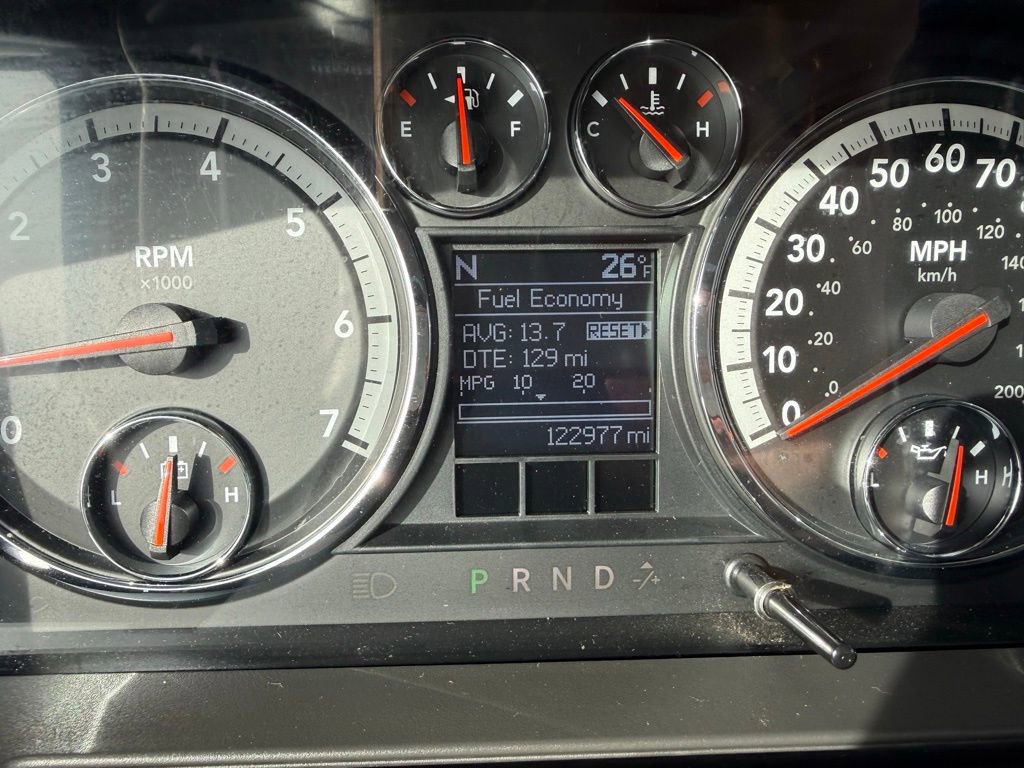 E F
C H
0 2 3 4 5 6 7
RPM
×1000
L H
N 26°F
Fuel Economy
AVG: 13.7 RESET
DTE: 129 mi
MPG 10 20
122977 mi
0 10 20 30 40 50 60 70
0 20 40 60 80 100 120 140
200
MPH
km/h
L H
H
P R N D -/+